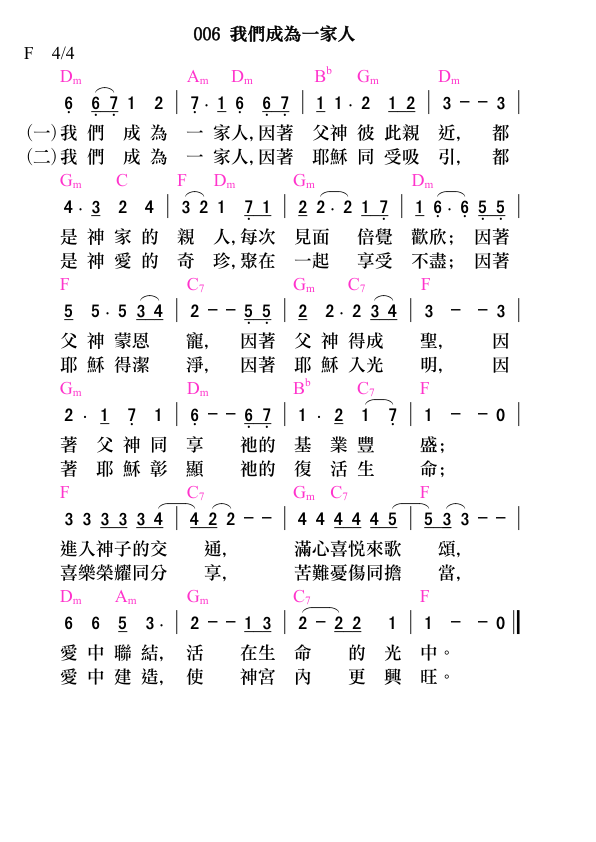 006 我們成為一家人
F 4/4
Dm Am Dm Bb Gm Dm
6 6 7 1 2 | 7· 1 6 6 7 | 1 1· 2 1 2 | 3 – – 3 |
(一)我 們 成 為 一 家人,因著 父神 彼 此親 近, 都
(二)我 們 成 為 一 家人,因著 耶穌 同 受吸 引, 都
Gm C F Dm Gm Dm
4· 3 2 4 | 3 2 1 7 1 | 2 2· 2 1 7 | 1 6· 6 5 5 |
是 神 家 的 親 人,每次 見面 倍覺 歡欣; 因著
是 神 愛 的 奇 珍,聚在 一起 享受 不盡; 因著
F C7 Gm C7 F
5 5· 5 3 4 | 2 – – 5 5 | 2 2· 2 3 4 | 3 – – 3 |
父 神 蒙恩 寵, 因著 父 神 得成 聖, 因
耶 穌 得潔 淨, 因著 耶 穌 入光 明, 因
Gm Dm Bb C7 F
2· 1 7 1 | 6 – – 6 7 | 1· 2 1 7 | 1 – – 0 |
著 父 神 同 享 祂的 基 業 豐 盛;
著 耶 穌 彰 顯 祂的 復 活 生 命;
F C7 Gm C7 F
3 3 3 3 3 4 | 4 2 2 – – | 4 4 4 4 4 5 | 5 3 3 – – |
進入神子的交 通, 滿心喜悅來歌 頌,
喜樂榮耀同分 享, 苦難憂傷同擔 當,
Dm Am Gm C7 F
6 6 5 3· | 2 – – 1 3 | 2 – 2 2 1 | 1 – – 0 ‖
愛 中 聯 結, 活 在生 命 的 光 中。
愛 中 建 造, 使 神宮 內 更 興 旺。